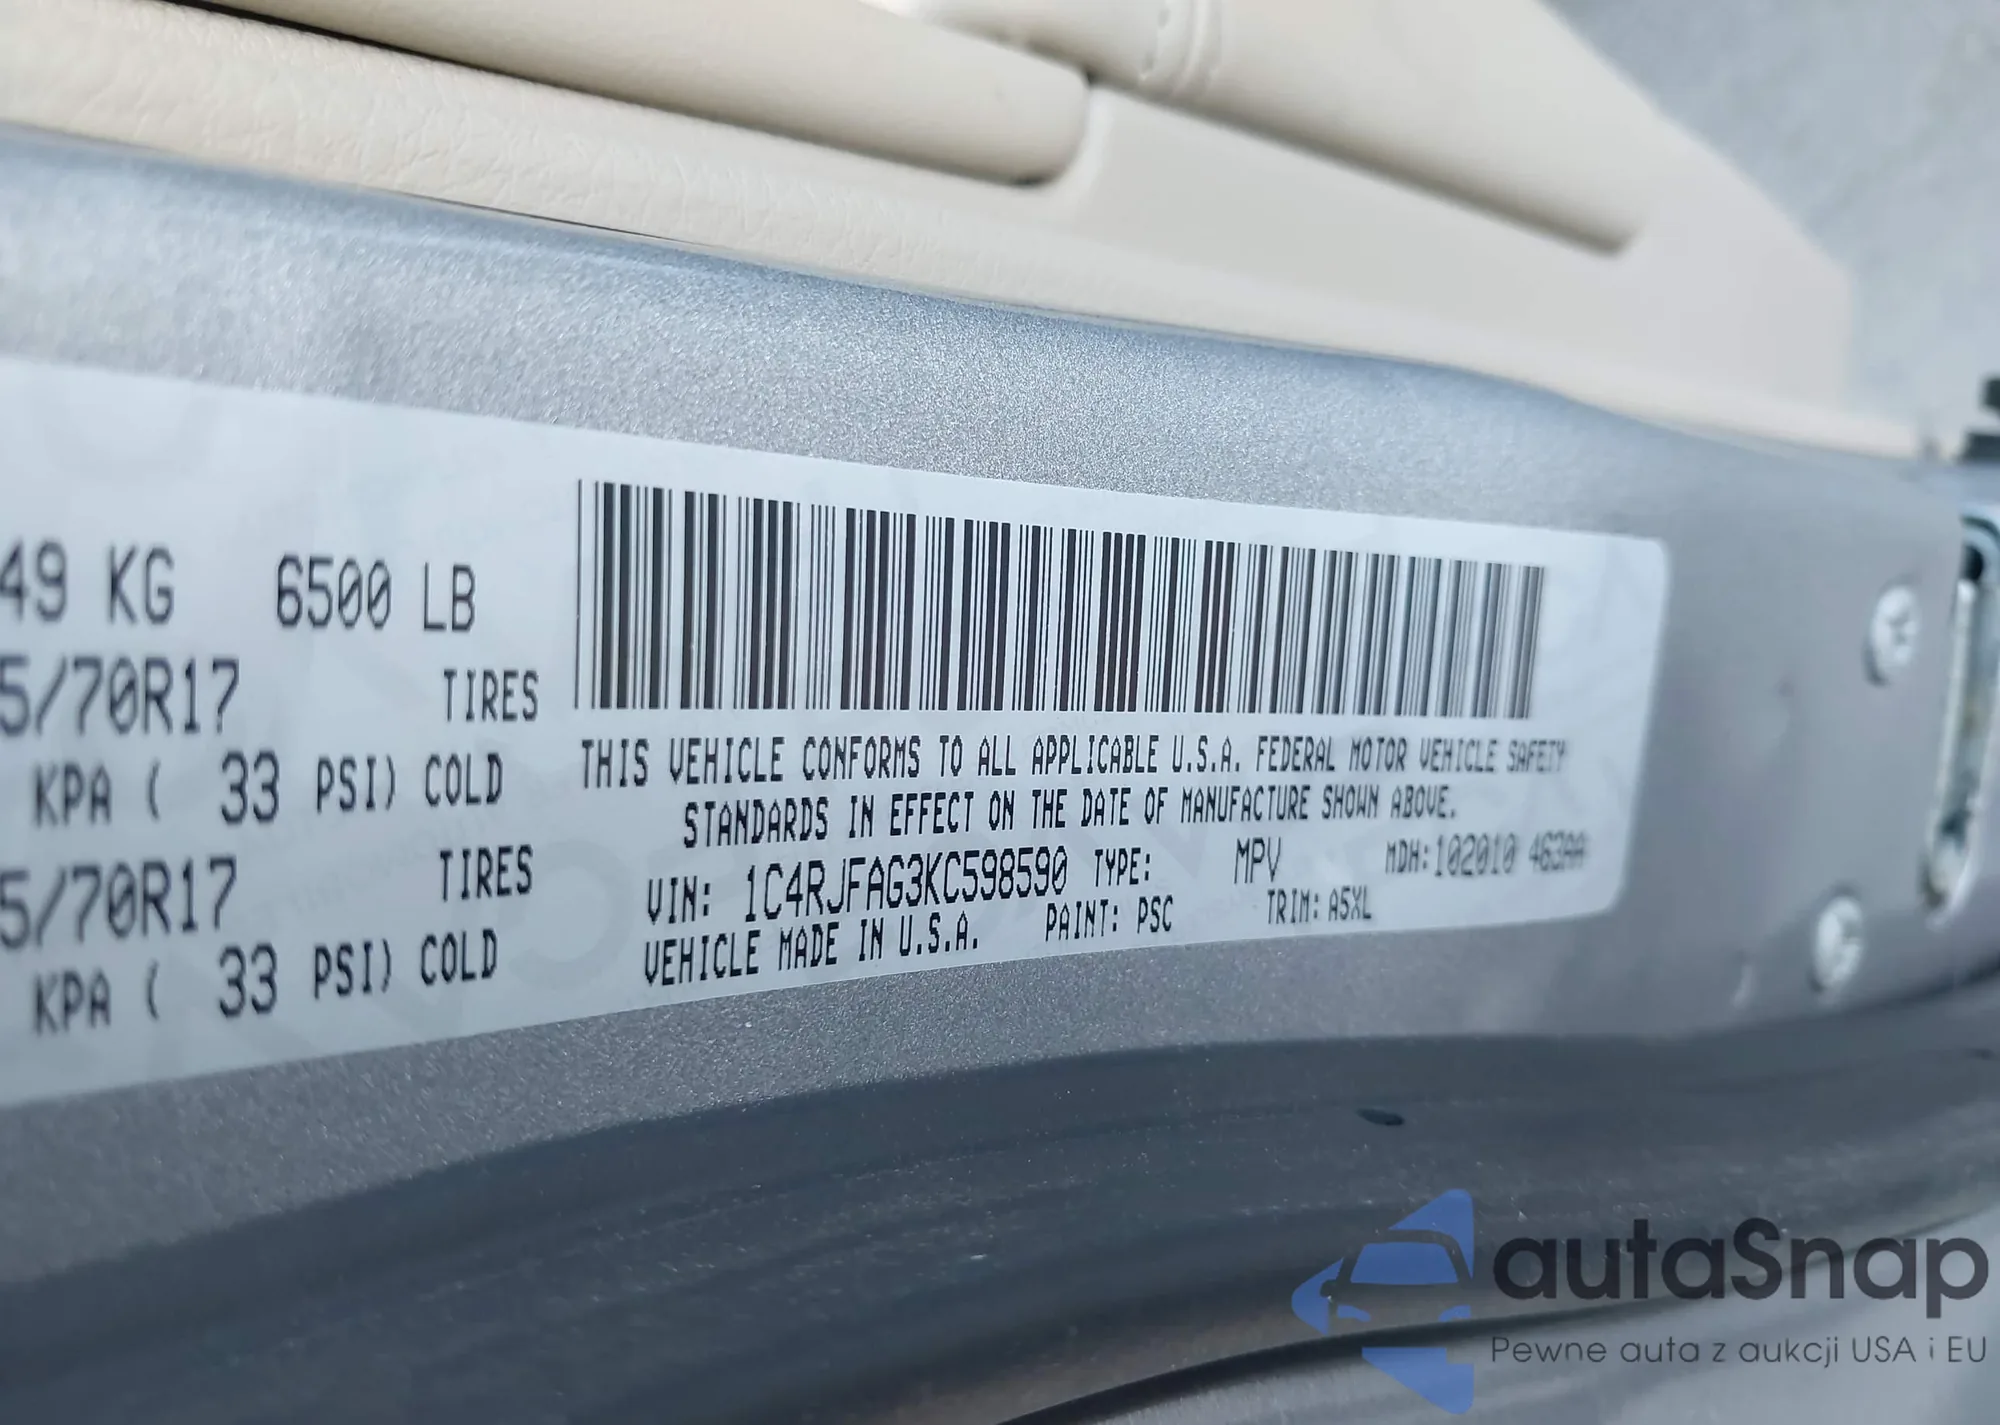 49 KG 6500 LB
5/70R17 TIRES
KPA ( 33 PSI) COLD
5/70R17 TIRES
KPA ( 33 PSI) COLD
THIS VEHICLE CONFORMS TO ALL APPLICABLE U.S.A. FEDERAL MOTOR VEHICLE SAFETY
STANDARDS IN EFFECT ON THE DATE OF MANUFACTURE SHOWN ABOVE.
VIN: 1C4RJFAG3KC598590 TYPE: MPV MDH:102010 463AA
VEHICLE MADE IN U.S.A. PAINT: PSC TRIM: A5XL
autaSnap
Pewne auta z aukcji USA i EU